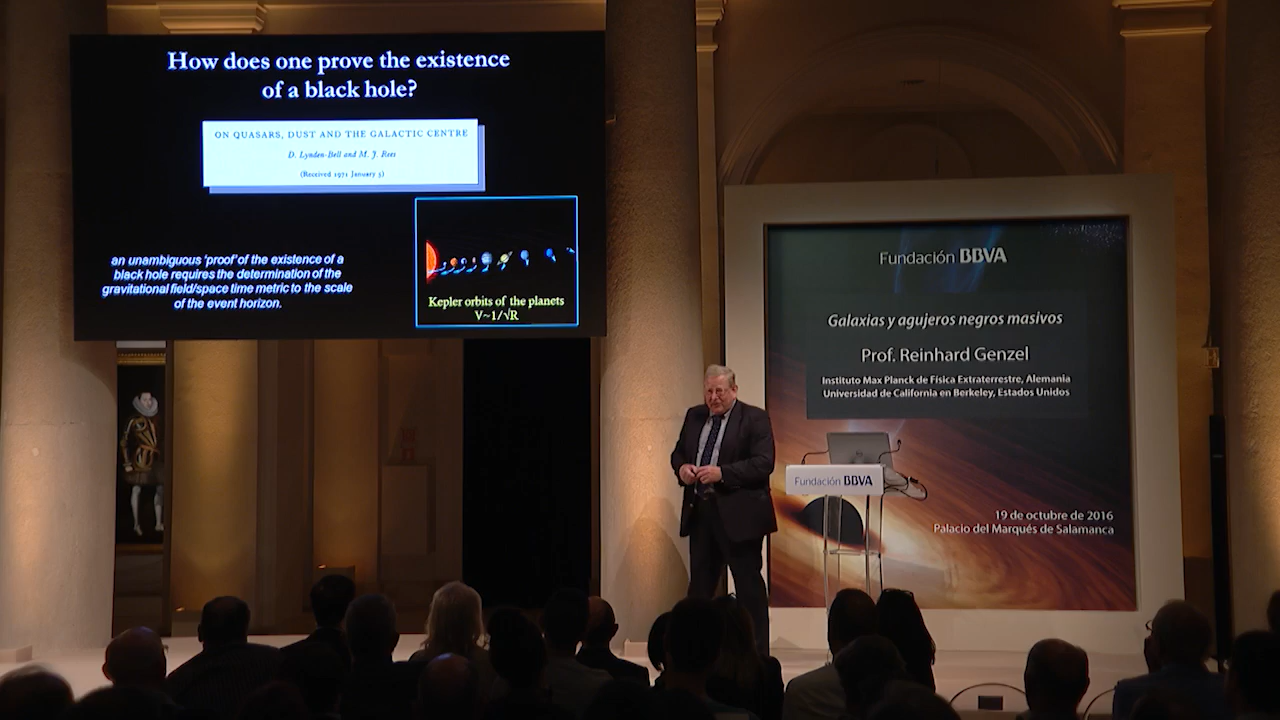 How does one prove the existence
of a black hole?
ON QUASARS, DUST AND THE GALACTIC CENTRE
D. Lynden-Bell and M. J. Rees
(Received 1971 January 5)
an unambiguous 'proof' of the existence of a
black hole requires the determination of the
gravitational field/space time metric to the scale
of the event horizon.
Kepler orbits of the planets
V~1/√R
Fundación BBVA
Galaxias y agujeros negros masivos
Prof. Reinhard Genzel
Instituto Max Planck de Física Extraterrestre, Alemania
Universidad de California en Berkeley, Estados Unidos
Fundación BBVA
19 de octubre de 2016
Palacio del Marqués de Salamanca